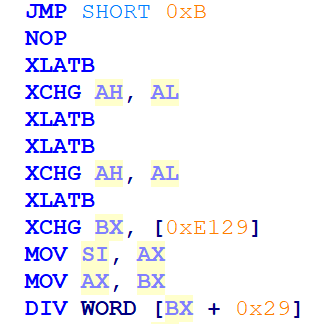 JMP SHORT 0xB
NOP
XLATB
XCHG AH, AL
XLATB
XLATB
XCHG AH, AL
XLATB
XCHG BX, [0xE129]
MOV SI, AX
MOV AX, BX
DIV WORD [BX + 0x29]